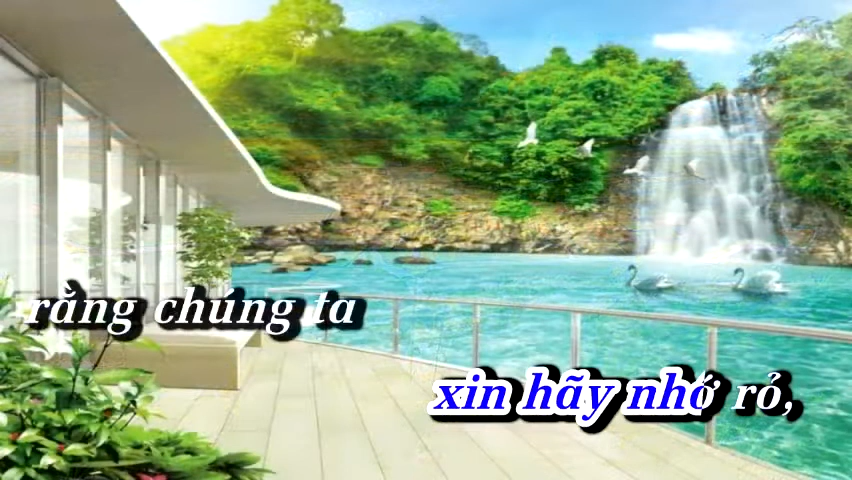 rằng chúng ta
xin hãy nhớ rỏ,